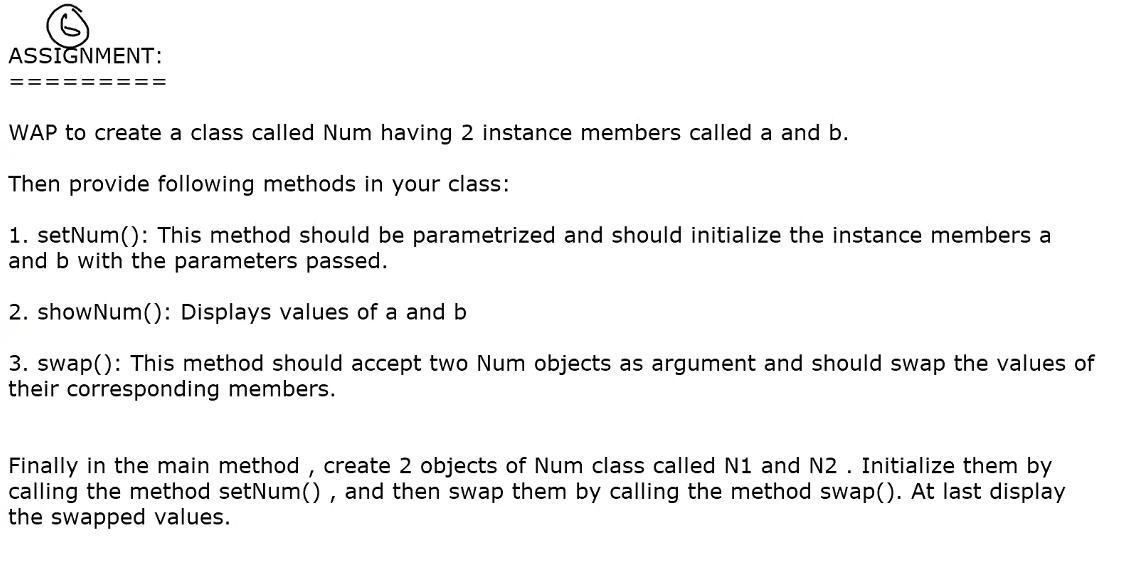 6
ASSIGNMENT:
=========
WAP to create a class called Num having 2 instance members called a and b.
Then provide following methods in your class:
1. setNum(): This method should be parametrized and should initialize the instance members a
and b with the parameters passed.
2. showNum(): Displays values of a and b
3. swap(): This method should accept two Num objects as argument and should swap the values of
their corresponding members.
Finally in the main method , create 2 objects of Num class called N1 and N2 . Initialize them by
calling the method setNum() , and then swap them by calling the method swap(). At last display
the swapped values.